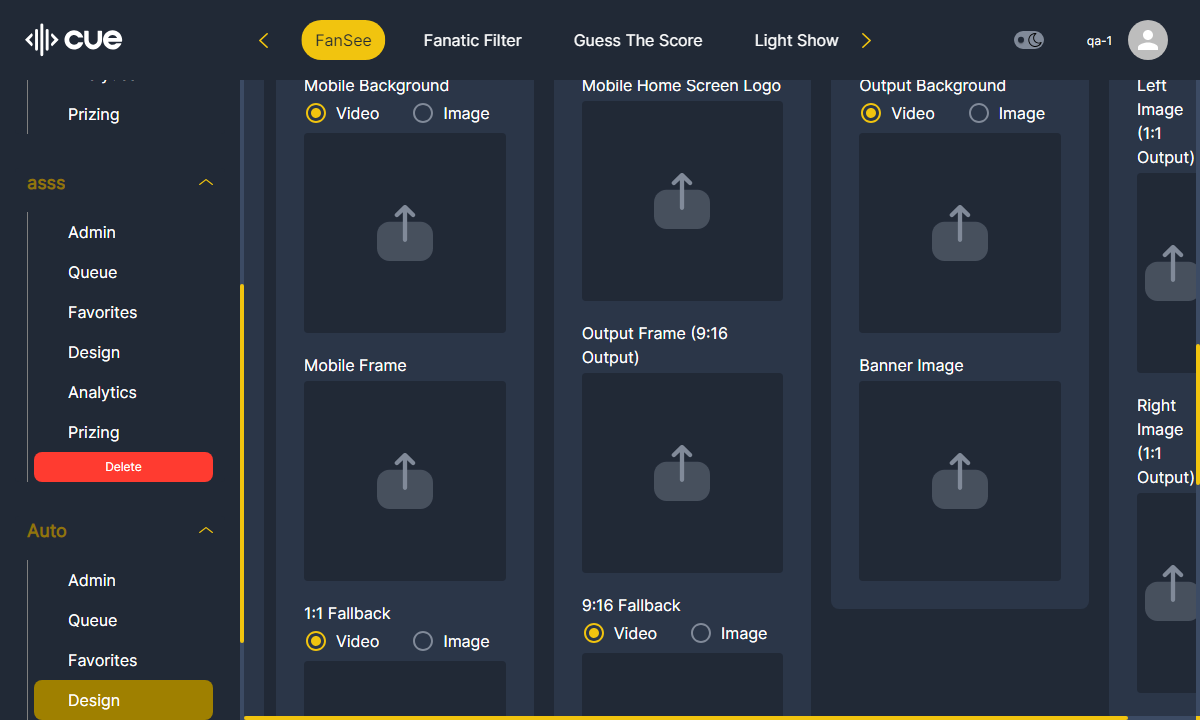 cue
FanSee
Fanatic Filter
Guess The Score
Light Show
qa-1
Prizing
asss
Admin
Queue
Favorites
Design
Analytics
Prizing
Delete
Auto
Admin
Queue
Favorites
Design
Mobile Background
Video
Image
Mobile Frame
1:1 Fallback
Video
Image
Mobile Home Screen Logo
Output Frame (9:16
Output)
9:16 Fallback
Video
Image
Output Background
Video
Image
Banner Image
Left
Image
(1:1
Output)
Right
Image
(1:1
Output)